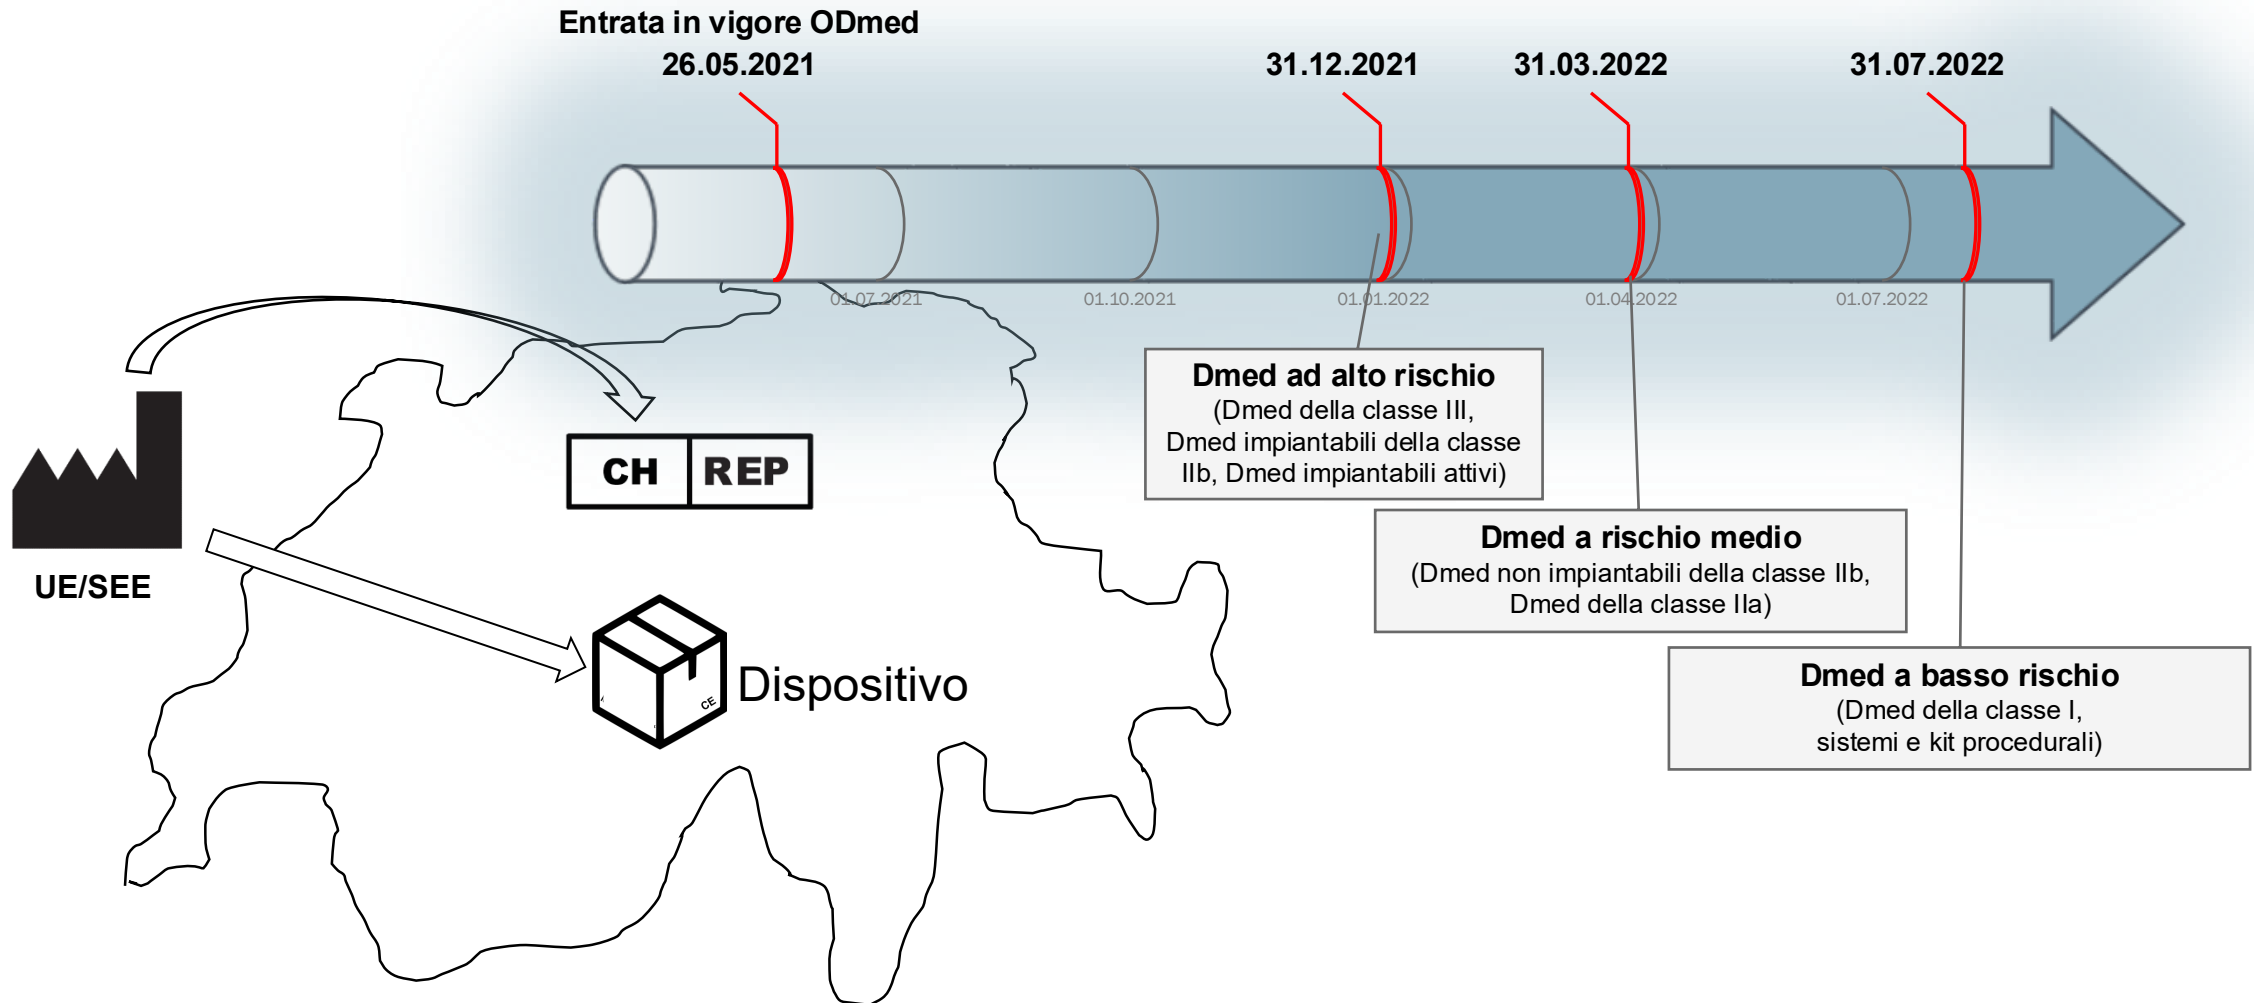 Entrata in vigore ODmed
26.05.2021
31.12.2021
31.03.2022
31.07.2022
01.07.2021
01.10.2021
01.01.2022
01.04.2022
01.07.2022
Dmed ad alto rischio
(Dmed della classe III,
Dmed impiantabili della classe
IIb, Dmed impiantabili attivi)
CH REP
Dmed a rischio medio
(Dmed non impiantabili della classe IIb,
Dmed della classe IIa)
UE/SEE
Dmed a basso rischio
(Dmed della classe I,
sistemi e kit procedurali)
Dispositivo
CE